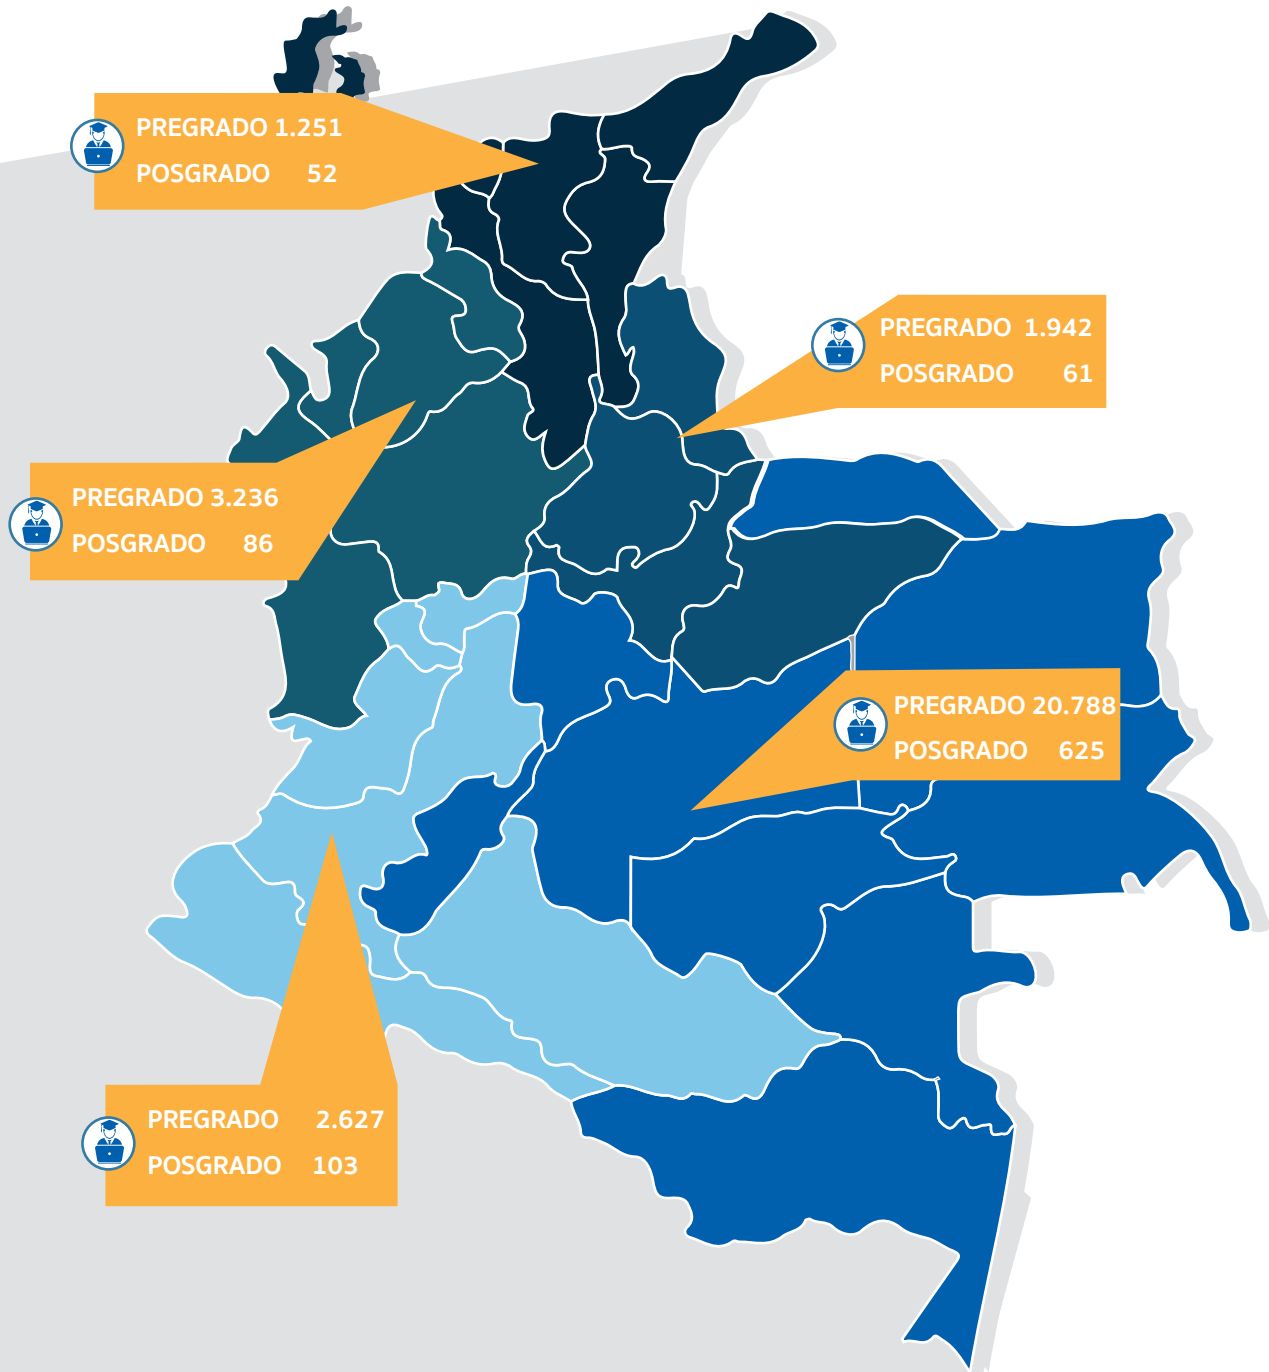 PREGRADO 1.251
POSGRADO 52
PREGRADO 1.942
POSGRADO 61
PREGRADO 3.236
POSGRADO 86
PREGRADO 20.788
POSGRADO 625
PREGRADO 2.627
POSGRADO 103